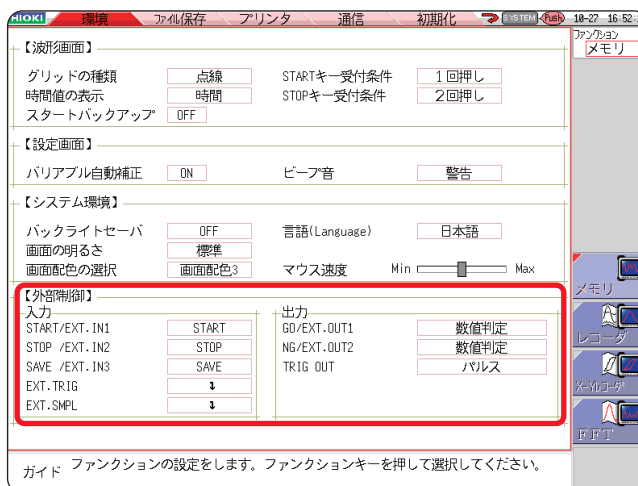 HIOKI 環境 ファイル保存 プリンタ 通信 初期化 SYSTEM Push 10-27 16:52:
ファンクション
メモリ
【波形画面】
グリッドの種類 点線 STARTキー受付条件 1回押し
時間値の表示 時間 STOPキー受付条件 2回押し
スタートバックアップ OFF
【設定画面】
バリアブル自動補正 ON ビープ音 警告
【システム環境】
バックライトセーバ OFF 言語(Language) 日本語
画面の明るさ 標準
画面配色の選択 画面配色3 マウス速度 Min Max
【外部制御】
入力 出力
START/EXT.IN1 START GO/EXT.OUT1 数値判定
STOP /EXT.IN2 STOP NG/EXT.OUT2 数値判定
SAVE /EXT.IN3 SAVE TRIG OUT パルス
EXT.TRIG ↴
EXT.SMPL ↴
メモリ
レコーダ
X-Yレコーダ
FFT
ガイド ファンクションの設定をします。ファンクションキーを押して選択してください。